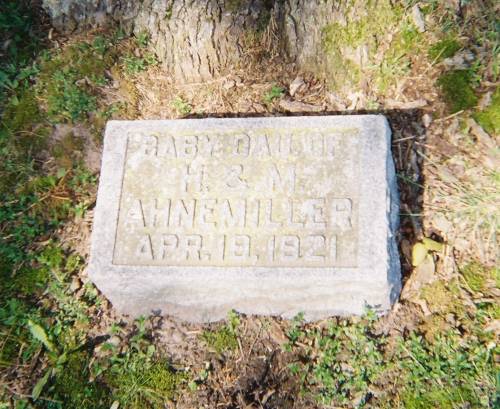 BABY DAU. OF
H. & M.
AHNEMILLER
APR. 19, 1921